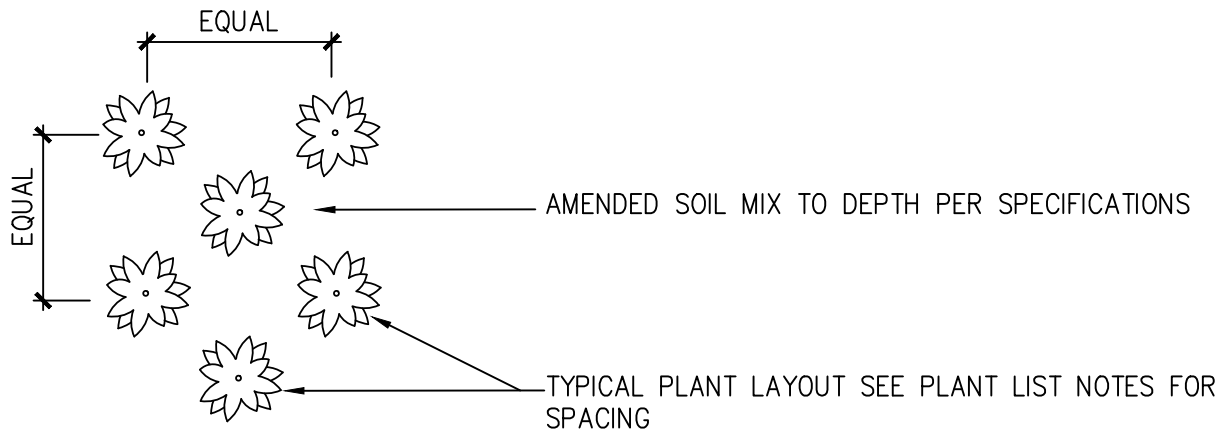 EQUAL
EQUAL
AMENDED SOIL MIX TO DEPTH PER SPECIFICATIONS
TYPICAL PLANT LAYOUT SEE PLANT LIST NOTES FOR
SPACING